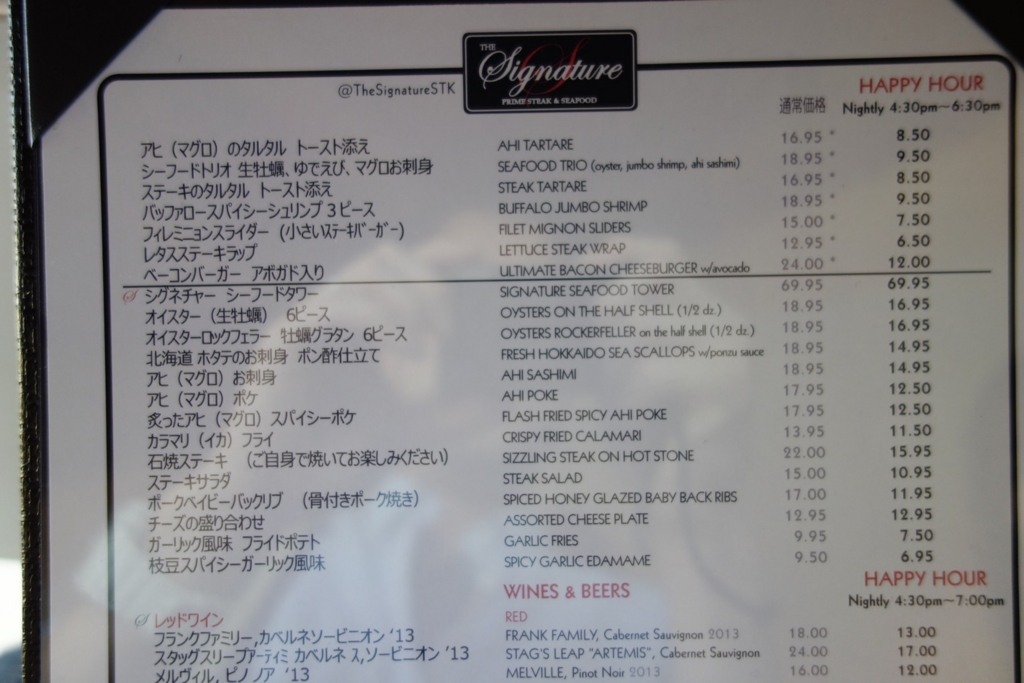 THE
Signature
PRIME STEAK & SEAFOOD
@TheSignatureSTK
通常価格
HAPPY HOUR
Nightly 4:30pm~6:30pm
アヒ (マグロ) のタルタル トースト添え AHI TARTARE 16.95 * 8.50
シーフードトリオ 生牡蠣、ゆでえび、マグロお刺身 SEAFOOD TRIO (oyster, jumbo shrimp, ahi sashimi) 18.95 * 9.50
ステーキのタルタル トースト添え STEAK TARTARE 16.95 * 8.50
バッファロースパイシーシュリンプ 3ピース BUFFALO JUMBO SHRIMP 18.95 * 9.50
フィレミニョンスライダー (小さいステーキバーガー) FILET MIGNON SLIDERS 15.00 * 7.50
レタスステーキラップ LETTUCE STEAK WRAP 12.95 * 6.50
ベーコンバーガー アボガド入り ULTIMATE BACON CHEESEBURGER w/avocado 24.00 * 12.00
シグネチャー シーフードタワー SIGNATURE SEAFOOD TOWER 69.95 69.95
オイスター (生牡蠣) 6ピース OYSTERS ON THE HALF SHELL (1/2 dz.) 18.95 16.95
オイスターロックフェラー 牡蠣グラタン 6ピース OYSTERS ROCKERFELLER on the half shell (1/2 dz.) 18.95 16.95
北海道 ホタテのお刺身 ポン酢仕立て FRESH HOKKAIDO SEA SCALLOPS w/ponzu sauce 18.95 14.95
アヒ (マグロ) お刺身 AHI SASHIMI 18.95 14.95
アヒ (マグロ) ポケ AHI POKE 17.95 12.50
炙ったアヒ (マグロ) スパイシーポケ FLASH FRIED SPICY AHI POKE 17.95 12.50
カラマリ (イカ) フライ CRISPY FRIED CALAMARI 13.95 11.50
石焼ステーキ (ご自身で焼いてお楽しみください) SIZZLING STEAK ON HOT STONE 22.00 15.95
ステーキサラダ STEAK SALAD 15.00 10.95
ポークベイビーバックリブ (骨付きポーク焼き) SPICED HONEY GLAZED BABY BACK RIBS 17.00 11.95
チーズの盛り合わせ ASSORTED CHEESE PLATE 12.95 12.95
ガーリック風味 フライドポテト GARLIC FRIES 9.95 7.50
枝豆スパイシーガーリック風味 SPICY GARLIC EDAMAME 9.50 6.95
WINES & BEERS
HAPPY HOUR
Nightly 4:30pm~7:00pm
レッドワイン RED
フランクファミリー,カベルネソービニオン '13 FRANK FAMILY, Cabernet Sauvignon 2013 18.00 13.00
スタッグスリープアーティミ カベルネ ス,ソービニオン '13 STAG'S LEAP "ARTEMIS", Cabernet Sauvignon 24.00 17.00
メルヴィル, ピノ ノア '13 MELVILLE, Pinot Noir 2013 16.00 12.00